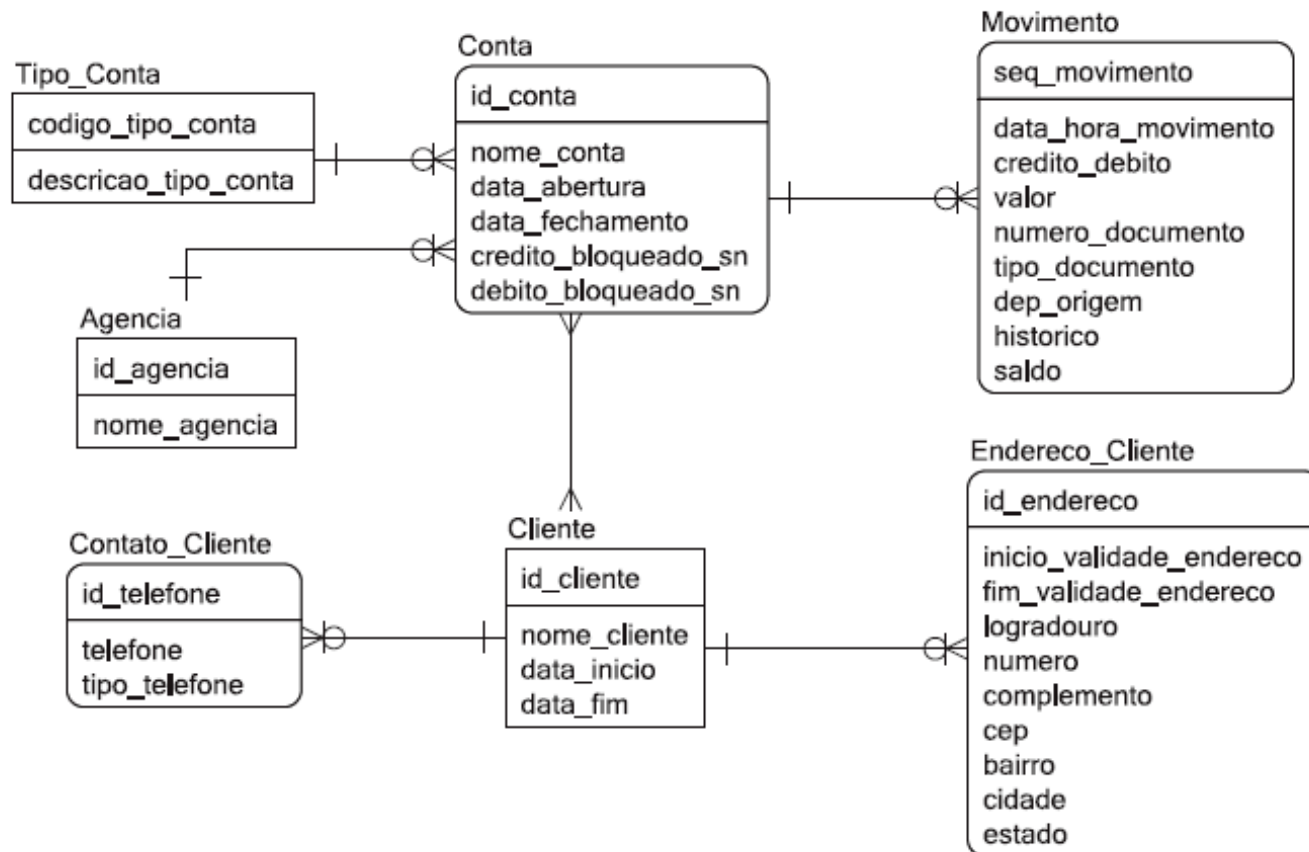 Tipo_Conta
codigo_tipo_conta
descricao_tipo_conta
Conta
id_conta
nome_conta
data_abertura
data_fechamento
credito_bloqueado_sn
debito_bloqueado_sn
Movimento
seq_movimento
data_hora_movimento
credito_debito
valor
numero_documento
tipo_documento
dep_origem
historico
saldo
Agencia
id_agencia
nome_agencia
Contato_Cliente
id_telefone
telefone
tipo_telefone
Cliente
id_cliente
nome_cliente
data_inicio
data_fim
Endereco_Cliente
id_endereco
inicio_validade_endereco
fim_validade_endereco
logradouro
numero
complemento
cep
bairro
cidade
estado